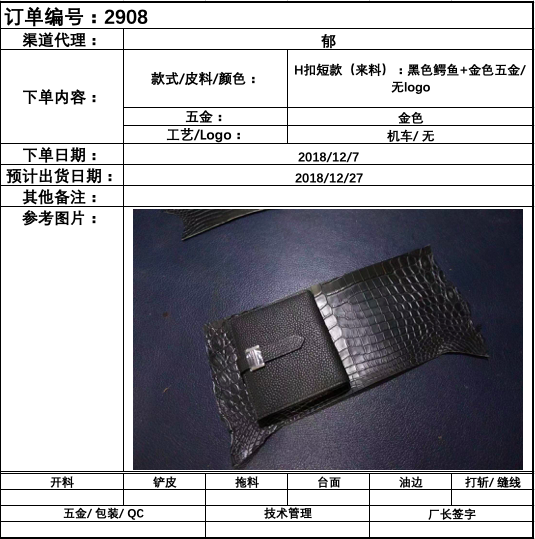 订单编号：2908
渠道代理： 郁
下单内容： 款式/皮料/颜色： H扣短款（来料）：黑色鳄鱼+金色五金/
无logo
五金： 金色
工艺/Logo： 机车/ 无
下单日期： 2018/12/7
预计出货日期： 2018/12/27
其他备注：
参考图片：
开料 铲皮 拖料 台面 油边 打斩/ 缝线
五金/ 包装/ QC 技术管理 厂长签字